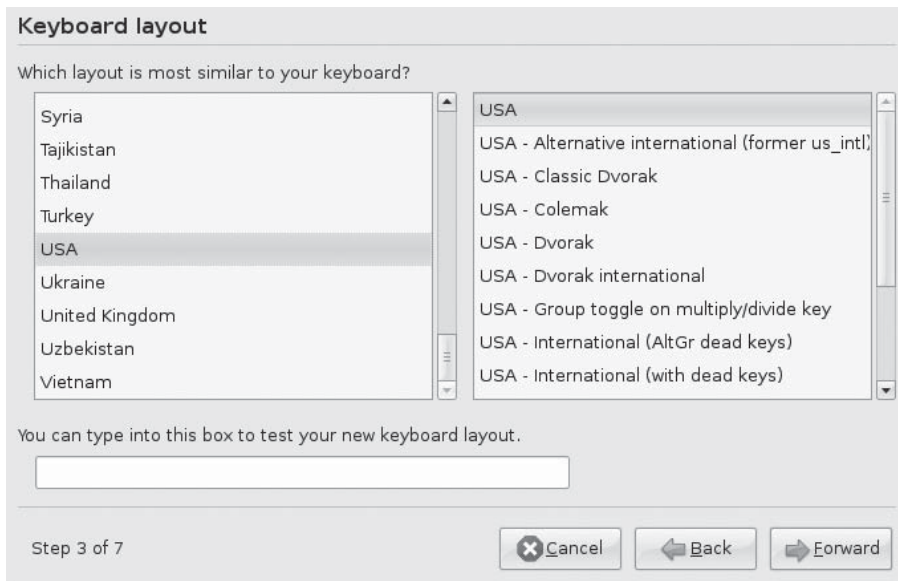 Keyboard layout
Which layout is most similar to your keyboard?
Syria
Tajikistan
Thailand
Turkey
USA
Ukraine
United Kingdom
Uzbekistan
Vietnam
USA
USA - Alternative international (former us_intl)
USA - Classic Dvorak
USA - Colemak
USA - Dvorak
USA - Dvorak international
USA - Group toggle on multiply/divide key
USA - International (AltGr dead keys)
USA - International (with dead keys)
You can type into this box to test your new keyboard layout.
Step 3 of 7
Cancel
Back
Forward